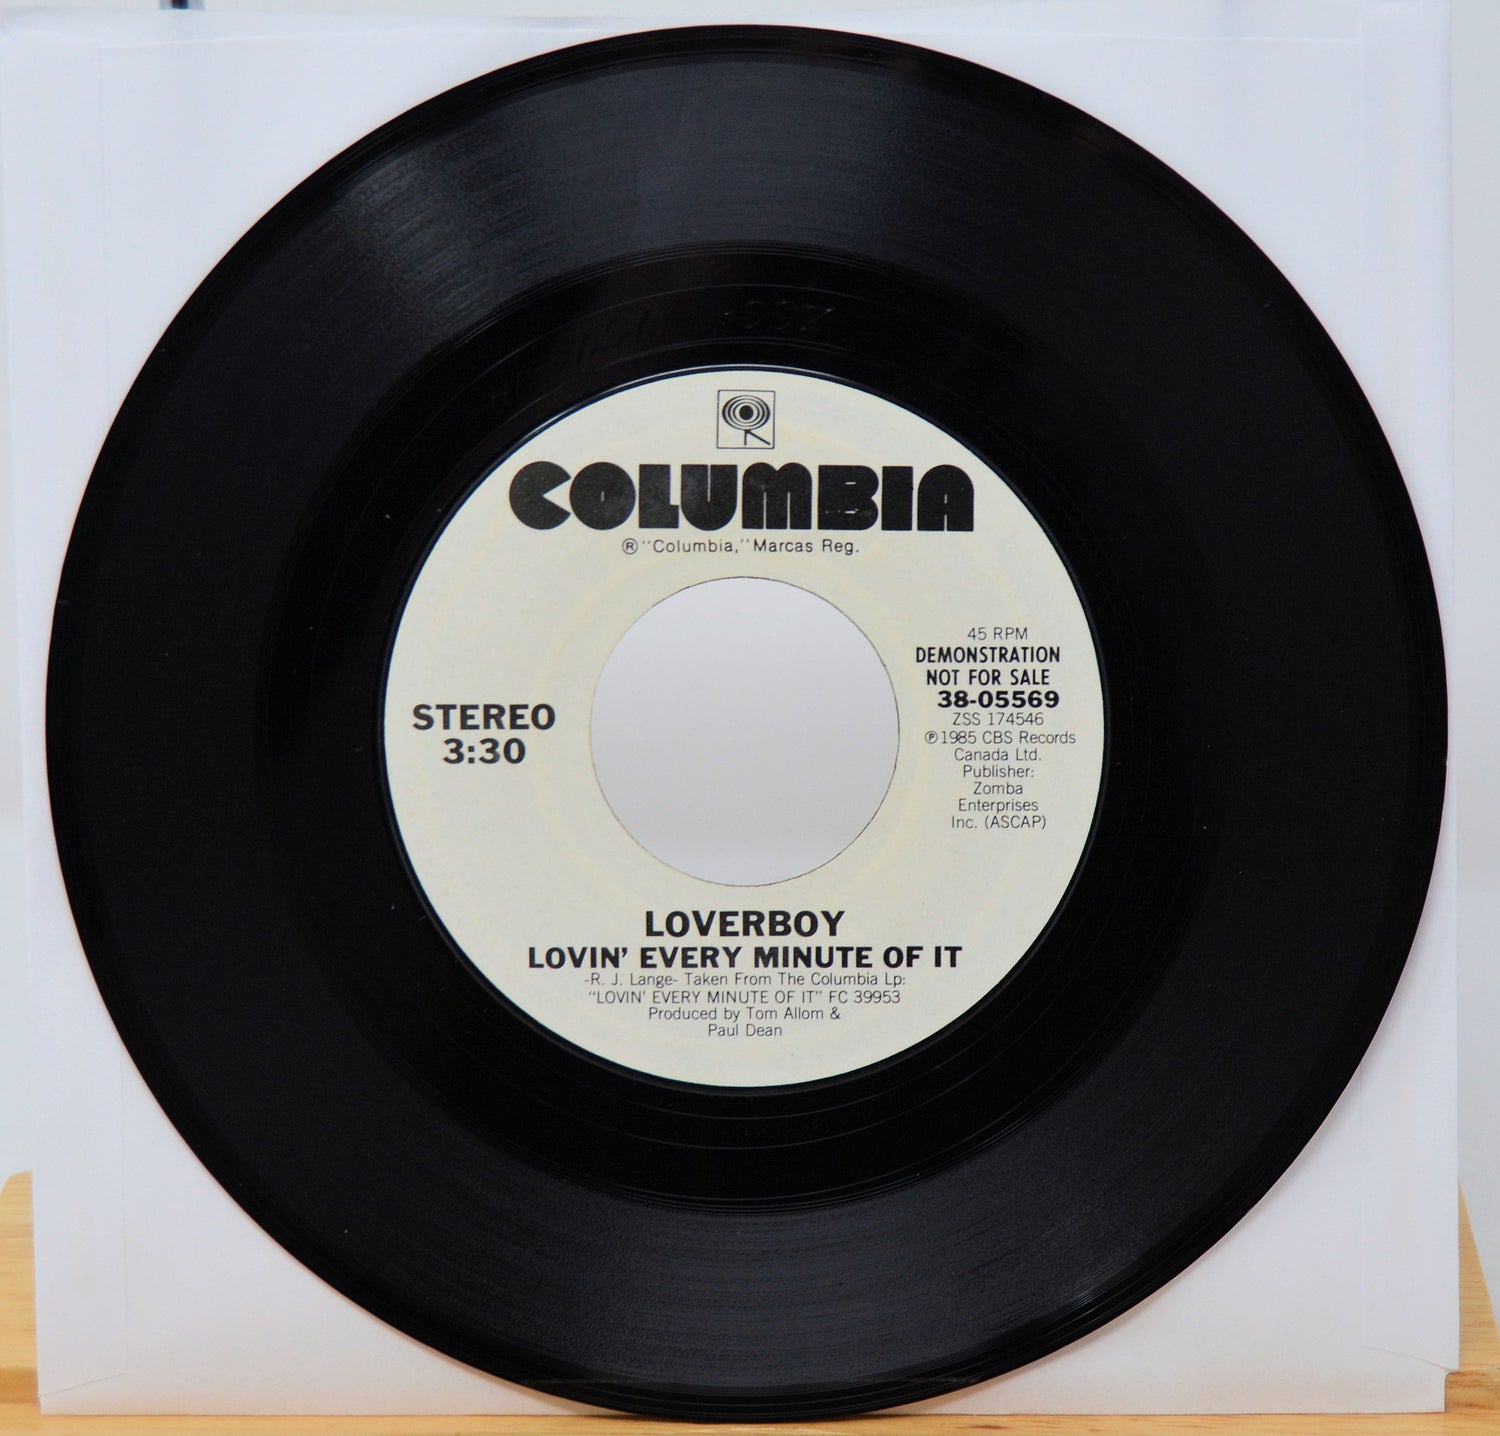 COLUMBIA
®"Columbia," Marcas Reg.
45 RPM
DEMONSTRATION
NOT FOR SALE
38-05569
ZSS 174546
℗1985 CBS Records
Canada Ltd.
Publisher:
Zomba
Enterprises
Inc. (ASCAP)
STEREO
3:30
LOVERBOY
LOVIN' EVERY MINUTE OF IT
-R. J. Lange- Taken From The Columbia Lp:
"LOVIN' EVERY MINUTE OF IT" FC 39953
Produced by Tom Allom &
Paul Dean